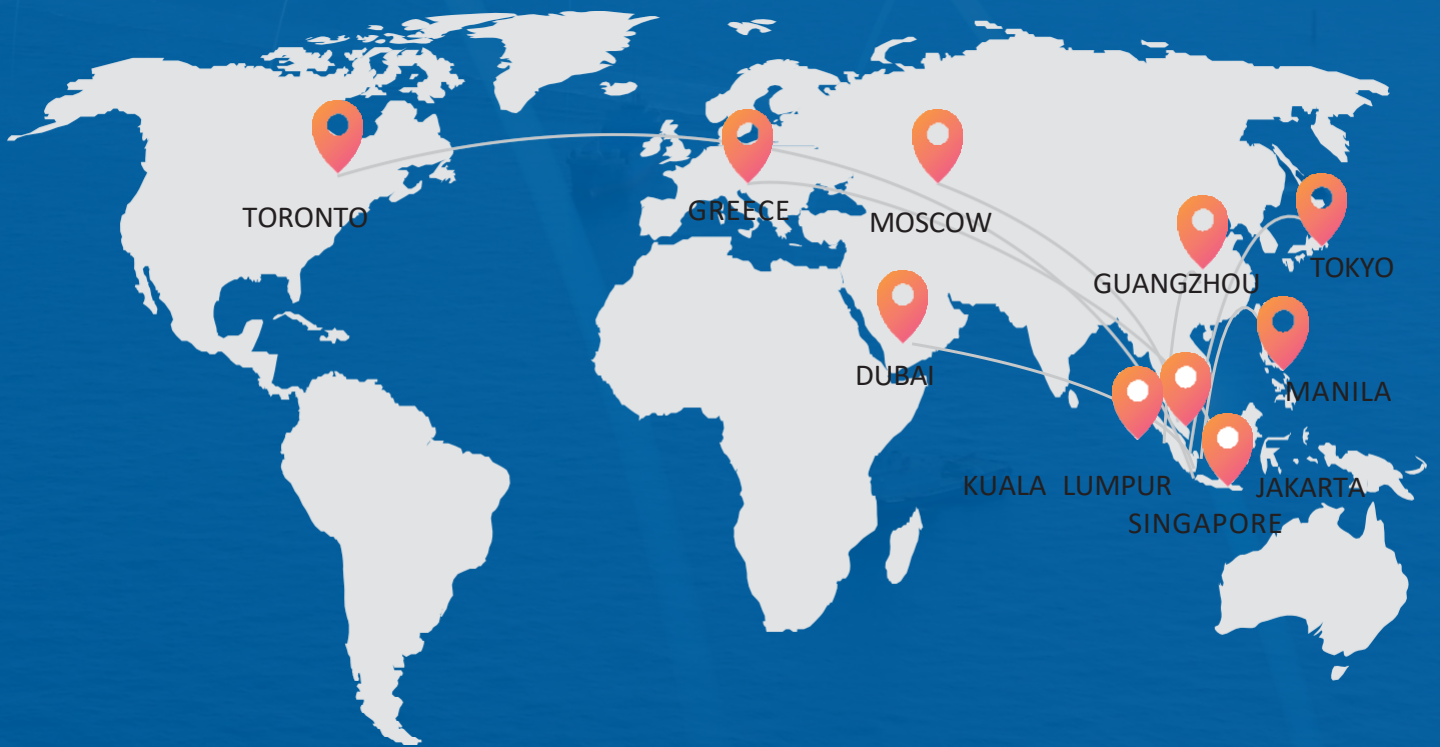 TORONTO
GREECE
MOSCOW
TOKYO
GUANGZHOU
DUBAI
MANILA
KUALA LUMPUR
JAKARTA
SINGAPORE